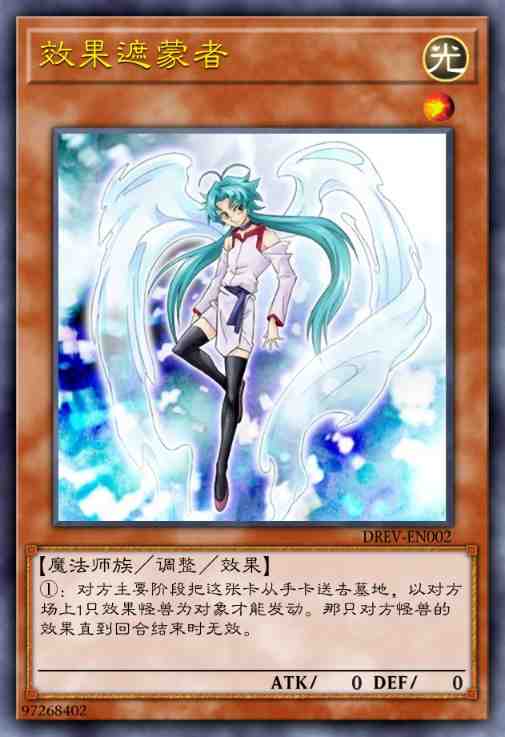 效果遮蒙者
光
DREV-EN002
【魔法师族／调整／效果】
①：对方主要阶段把这张卡从手卡送去墓地，以对方
场上1只效果怪兽为对象才能发动。那只对方怪兽的
效果直到回合结束时无效。
ATK/ 0 DEF/ 0
97268402